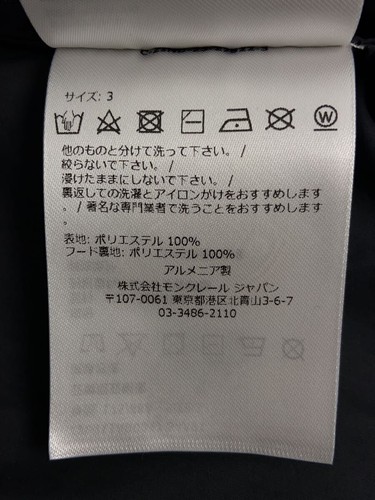 サイズ: 3
W
他のものと分けて洗って下さい。 /
絞らないで下さい。 /
浸けたままにしないで下さい。 /
裏返しての洗濯とアイロンがけをおすすめします
。 / 著名な専門業者で洗うことをおすすめします
。
表地: ポリエステル 100%
フード裏地: ポリエステル 100%
アルメニア製
株式会社モンクレール ジャパン
〒107-0061 東京都港区北青山3-6-7
03-3486-2110